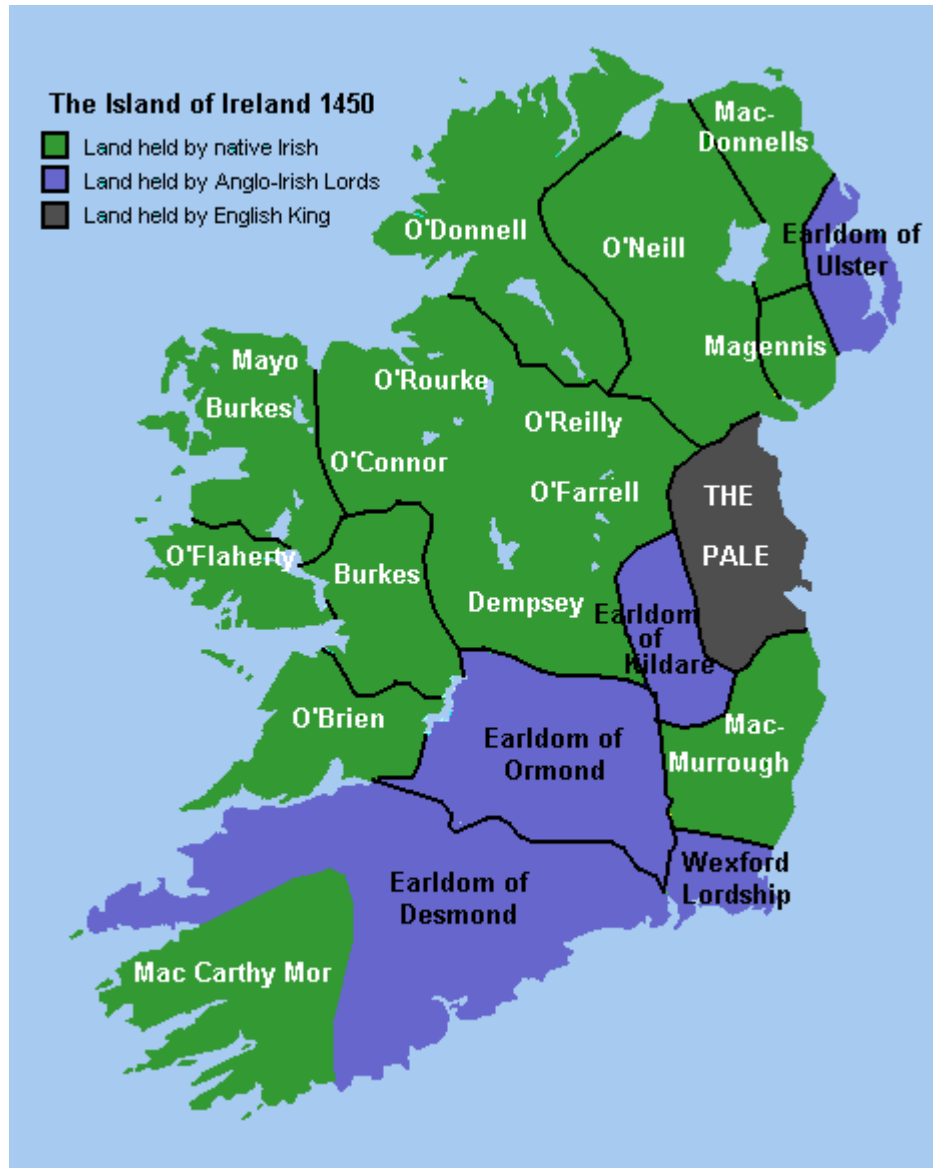 The Island of Ireland 1450
Land held by native Irish
Land held by Anglo-Irish Lords
Land held by English King
Mac-
Donnells
O'Donnell
O'Neill
Earldom of
Ulster
Magennis
Mayo
Burkes
O'Rourke
O'Reilly
O'Connor
O'Farrell
THE
PALE
O'Flaherty
Burkes
Dempsey
Earldom
of
Kildare
O'Brien
Earldom of
Ormond
Mac-
Murrough
Wexford
Lordship
Earldom of
Desmond
Mac Carthy Mor